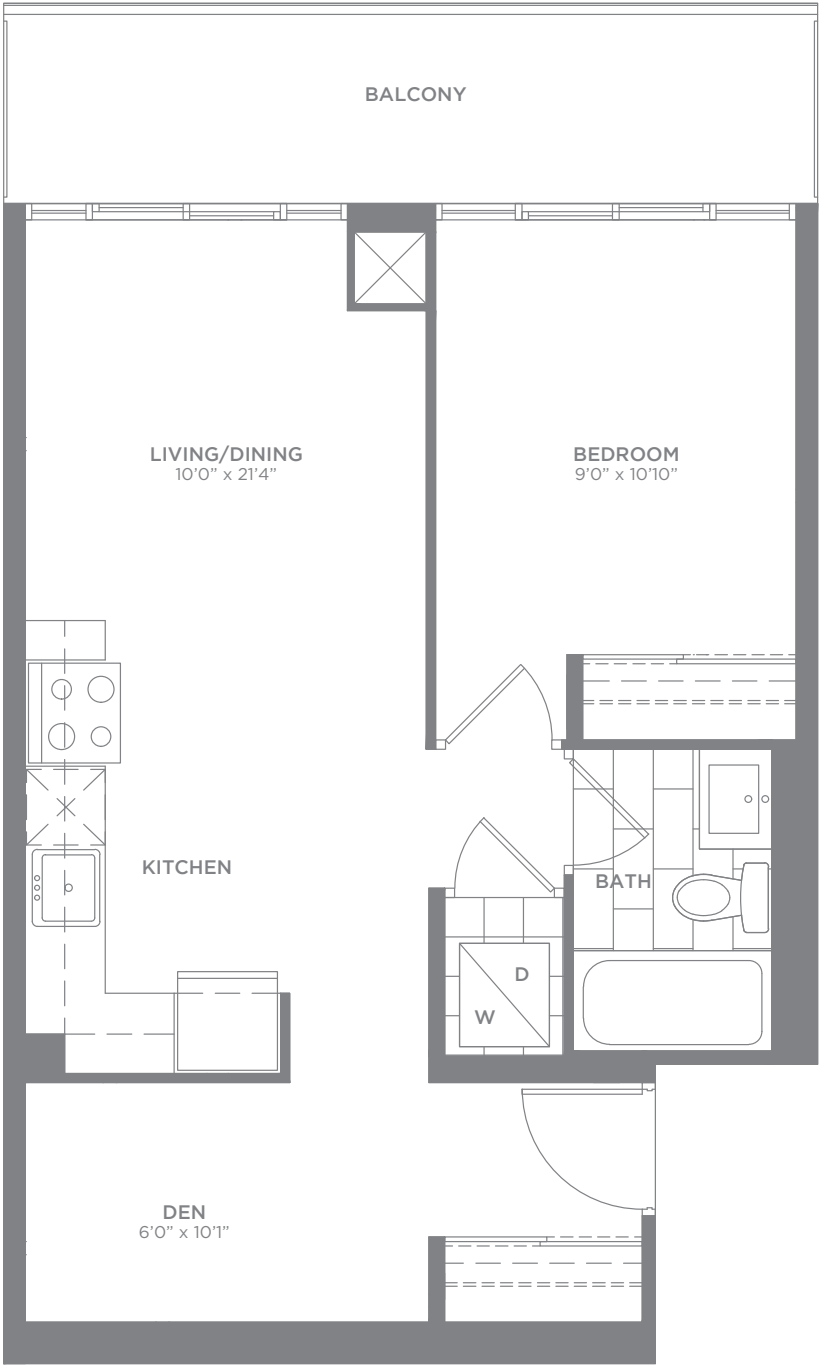 BALCONY
LIVING/DINING
10’0” x 21’4”
BEDROOM
9’0” x 10’10”
KITCHEN
BATH
D
W
DEN
6’0” x 10’1”